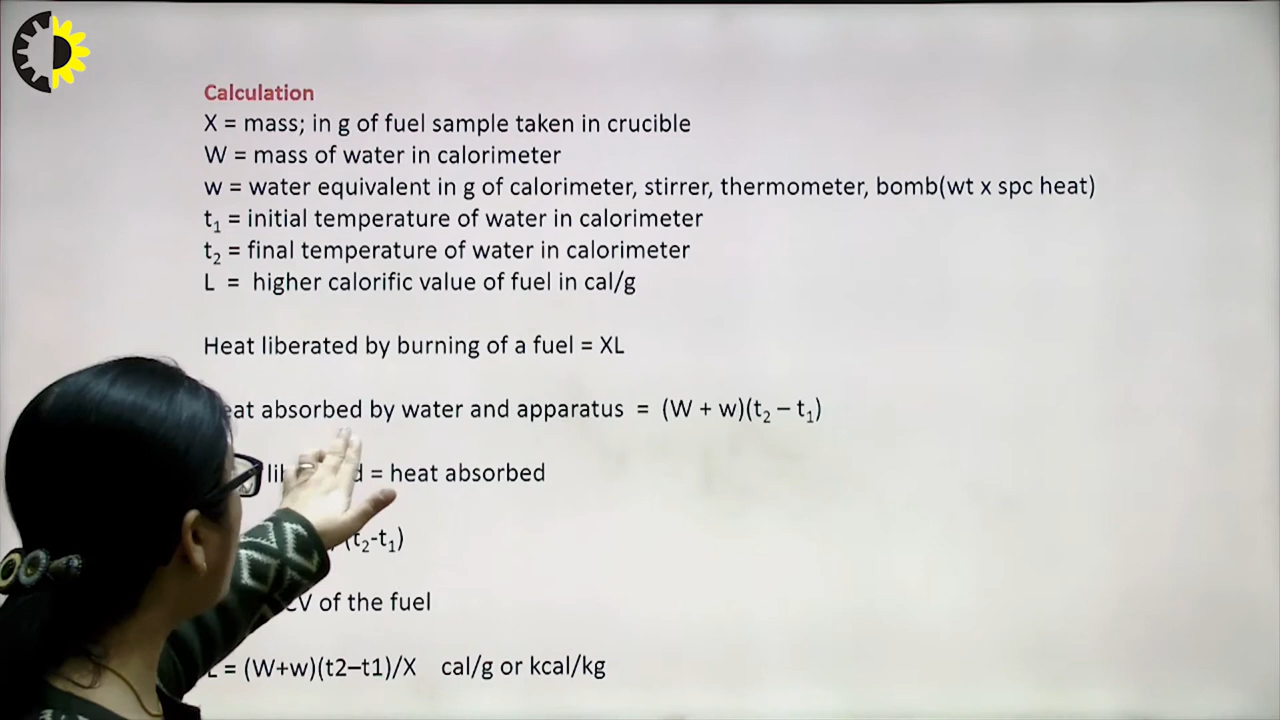 Calculation
X = mass; in g of fuel sample taken in crucible
W = mass of water in calorimeter
w = water equivalent in g of calorimeter, stirrer, thermometer, bomb(wt x spc heat)
t₁ = initial temperature of water in calorimeter
t₂ = final temperature of water in calorimeter
L = higher calorific value of fuel in cal/g
Heat liberated by burning of a fuel = XL
absorbed by water and apparatus = (W + w)(t₂ – t₁)
= heat absorbed
(t₂-t₁)
of the fuel
L = (W+w)(t2–t1)/X cal/g or kcal/kg